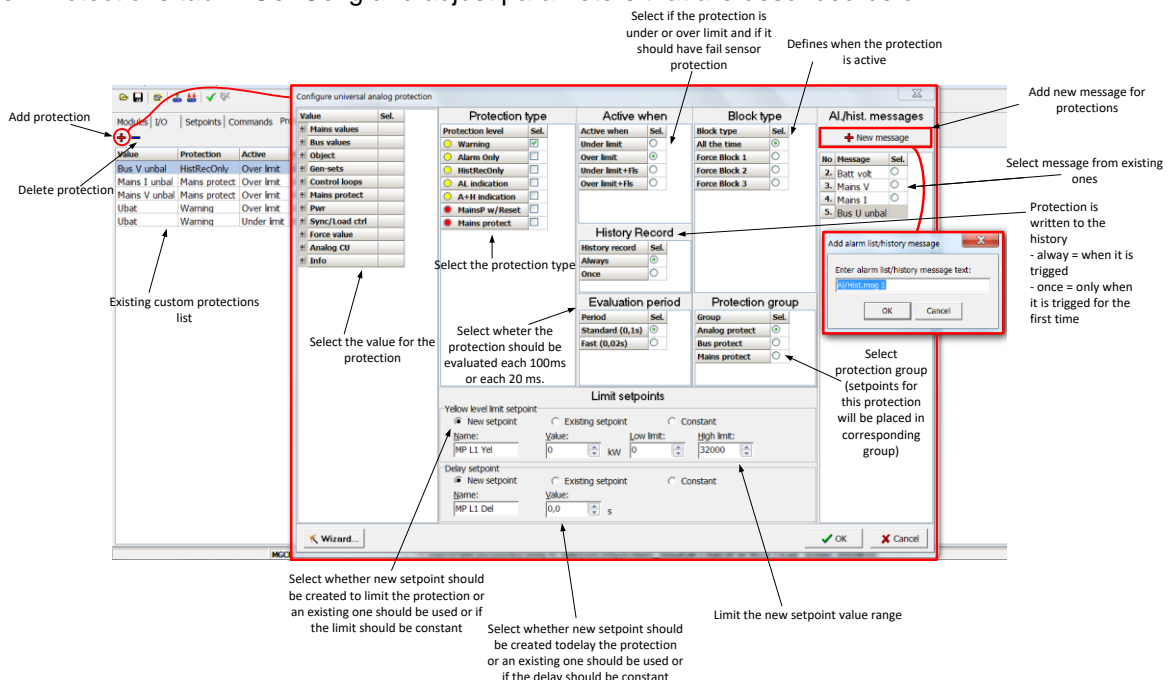 Select if the protection is
under or over limit and if it
should have fail sensor
protection
Defines when the protection
is active
Add protection
Delete protection
Existing custom protections
list
Modules I/O Setpoints Commands
Value Protection Active
Bus V unbal HistRecOnly Over limit
Mains I unbal Mains protect Over limit
Mains V unbal Mains protect Over limit
Ubat Warning Over limit
Ubat Warning Under limit
Configure universal analog protection
Value Sel.
Mains values
Bus values
Object
Gen-sets
Control loops
Mains protect
Pwr
Sync/Load ctrl
Force value
Analog CU
Info
Select the value for the
protection
Protection type
Protection level Sel.
Warning
Alarm Only
HistRecOnly
AL indication
A+H indication
MainsP w/Reset
Mains protect
Select the protection type
Select wheter the
protection should be
evaluated each 100ms
or each 20 ms.
Active when
Active when Sel.
Under limit
Over limit
Under limit+Fls
Over limit+Fls
History Record
History record Sel.
Always
Once
Evaluation period
Period Sel.
Standard (0,1s)
Fast (0,02s)
Block type
Block type Sel.
All the time
Force Block 1
Force Block 2
Force Block 3
Protection group
Group Sel.
Analog protect
Bus protect
Mains protect
Al./hist. messages
New message
No Message Sel.
2. Batt volt
3. Mains V
4. Mains I
5. Bus U unbal
Add new message for
protections
Select message from existing
ones
Protection is
written to the
history
- alway = when it is
trigged
- once = only when
it is trigged for the
first time
Add alarm list/history message
Enter alarm list/history message text:
Al/Hist.msg 1
OK Cancel
Select
protection group
(setpoints for
this protection
will be placed in
corresponding
group)
Limit setpoints
Yellow level limit setpoint
New setpoint Existing setpoint Constant
Name: Value: Low limit: High limit:
MP L1 Yel 0 kW 0 32000
Delay setpoint
New setpoint Existing setpoint Constant
Name: Value:
MP L1 Del 0,0 s
Wizard... OK Cancel
Select whether new setpoint should
be created to limit the protection or
an existing one should be used or if
the limit should be constant
Select whether new setpoint should
be created todelay the protection
or an existing one should be used or
if the delay should be constant
Limit the new setpoint value range